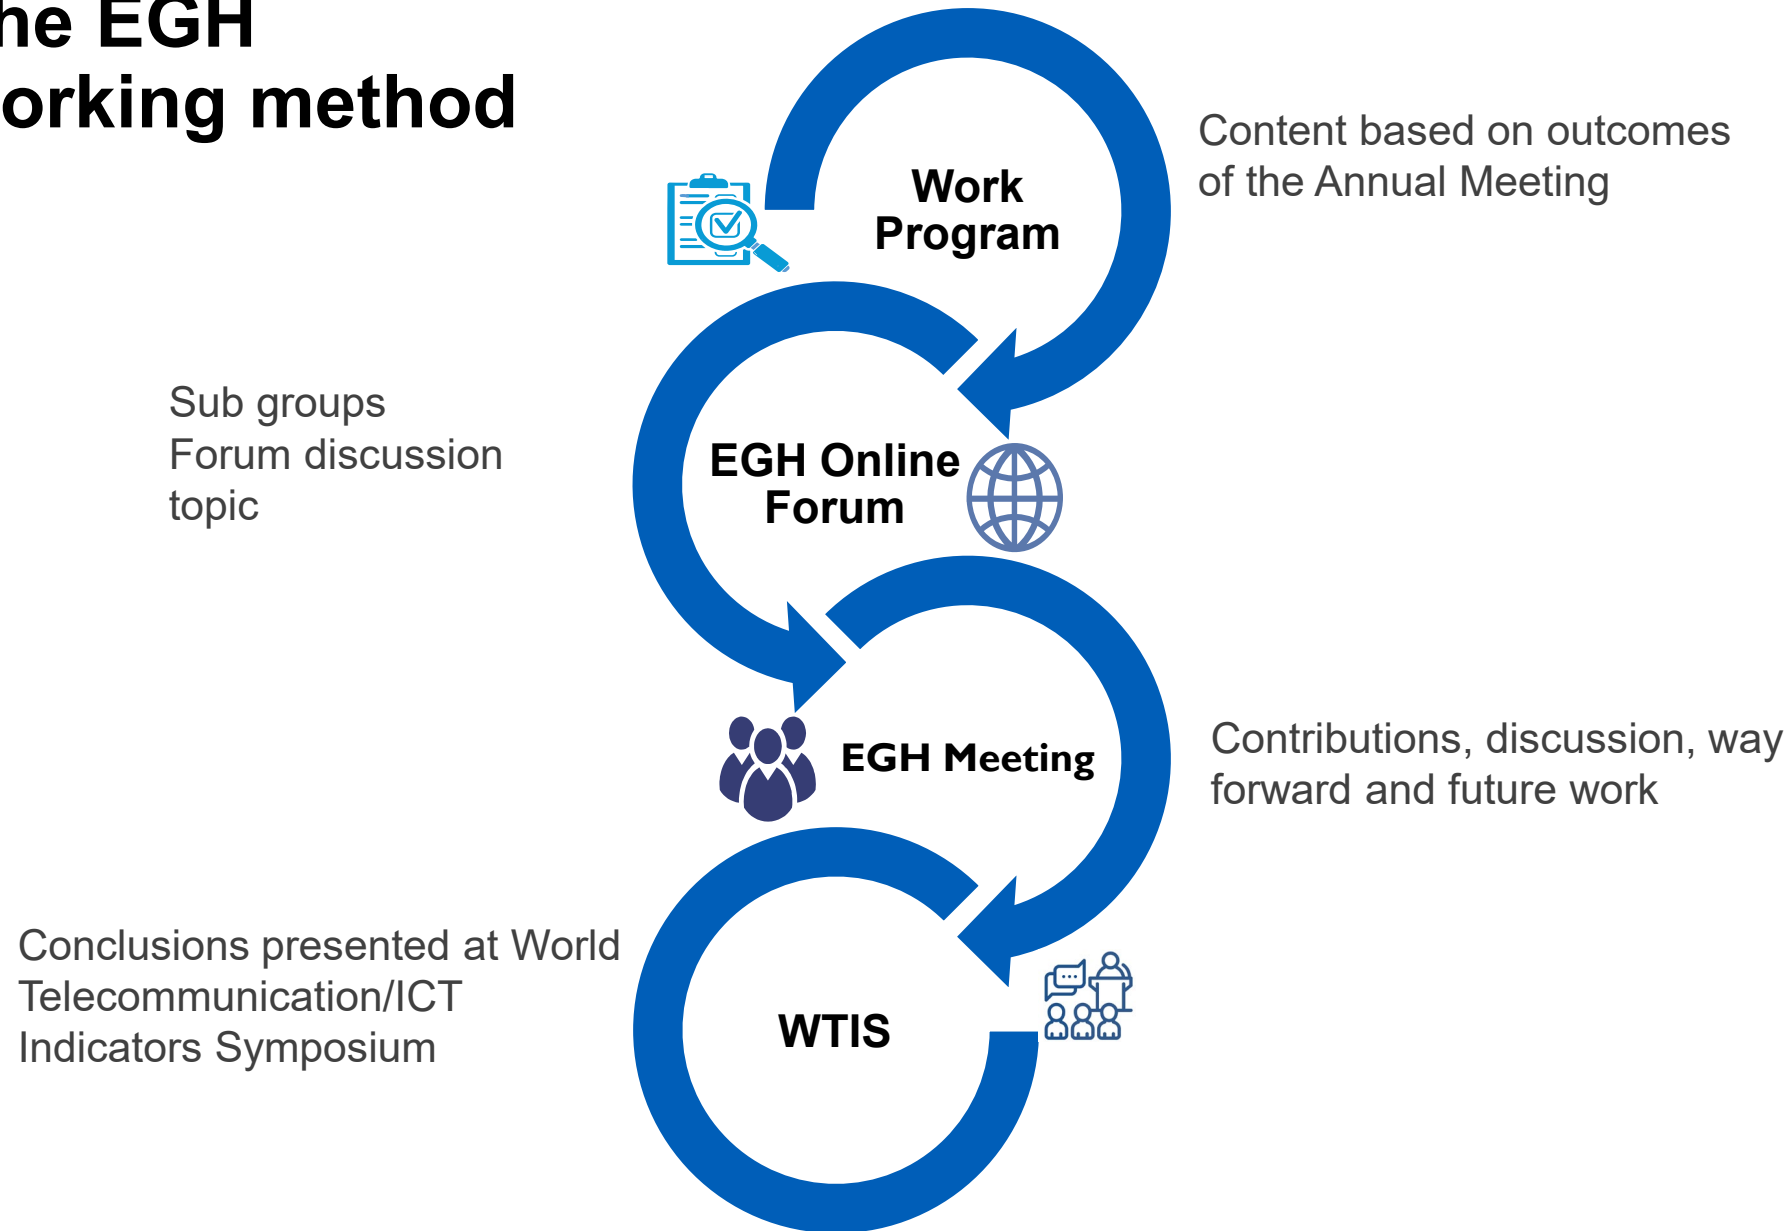 he EGH
orking method
Work
Program
Content based on outcomes
of the Annual Meeting
Sub groups
Forum discussion
topic
EGH Online
Forum
EGH Meeting
Contributions, discussion, way
forward and future work
Conclusions presented at World
Telecommunication/ICT
Indicators Symposium
WTIS